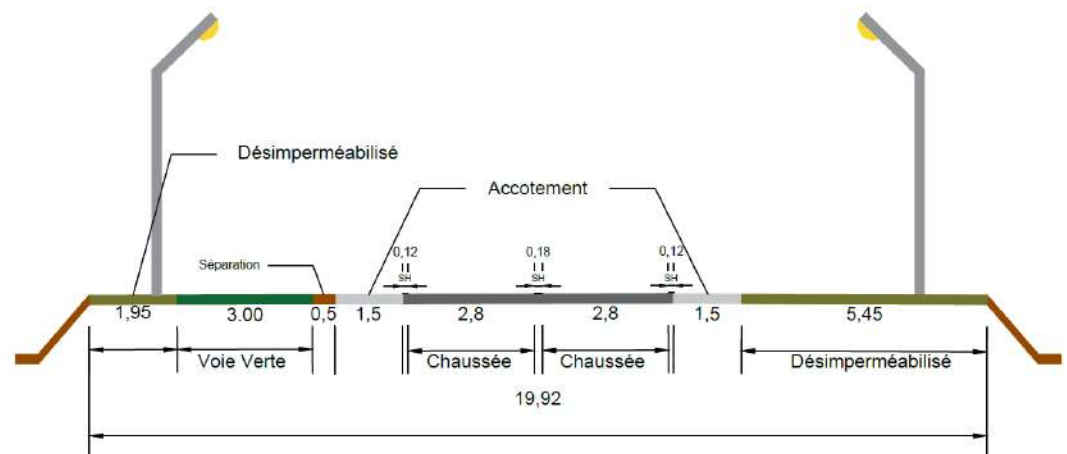 Désimperméabilisé
Accotement
0,12
0,18
0,12
SH
SH
SH
Séparation
1,95
3.00
0,5
1,5
2,8
2,8
1,5
5,45
Voie Verte
Chaussée
Chaussée
Désimperméabilisé
19,92